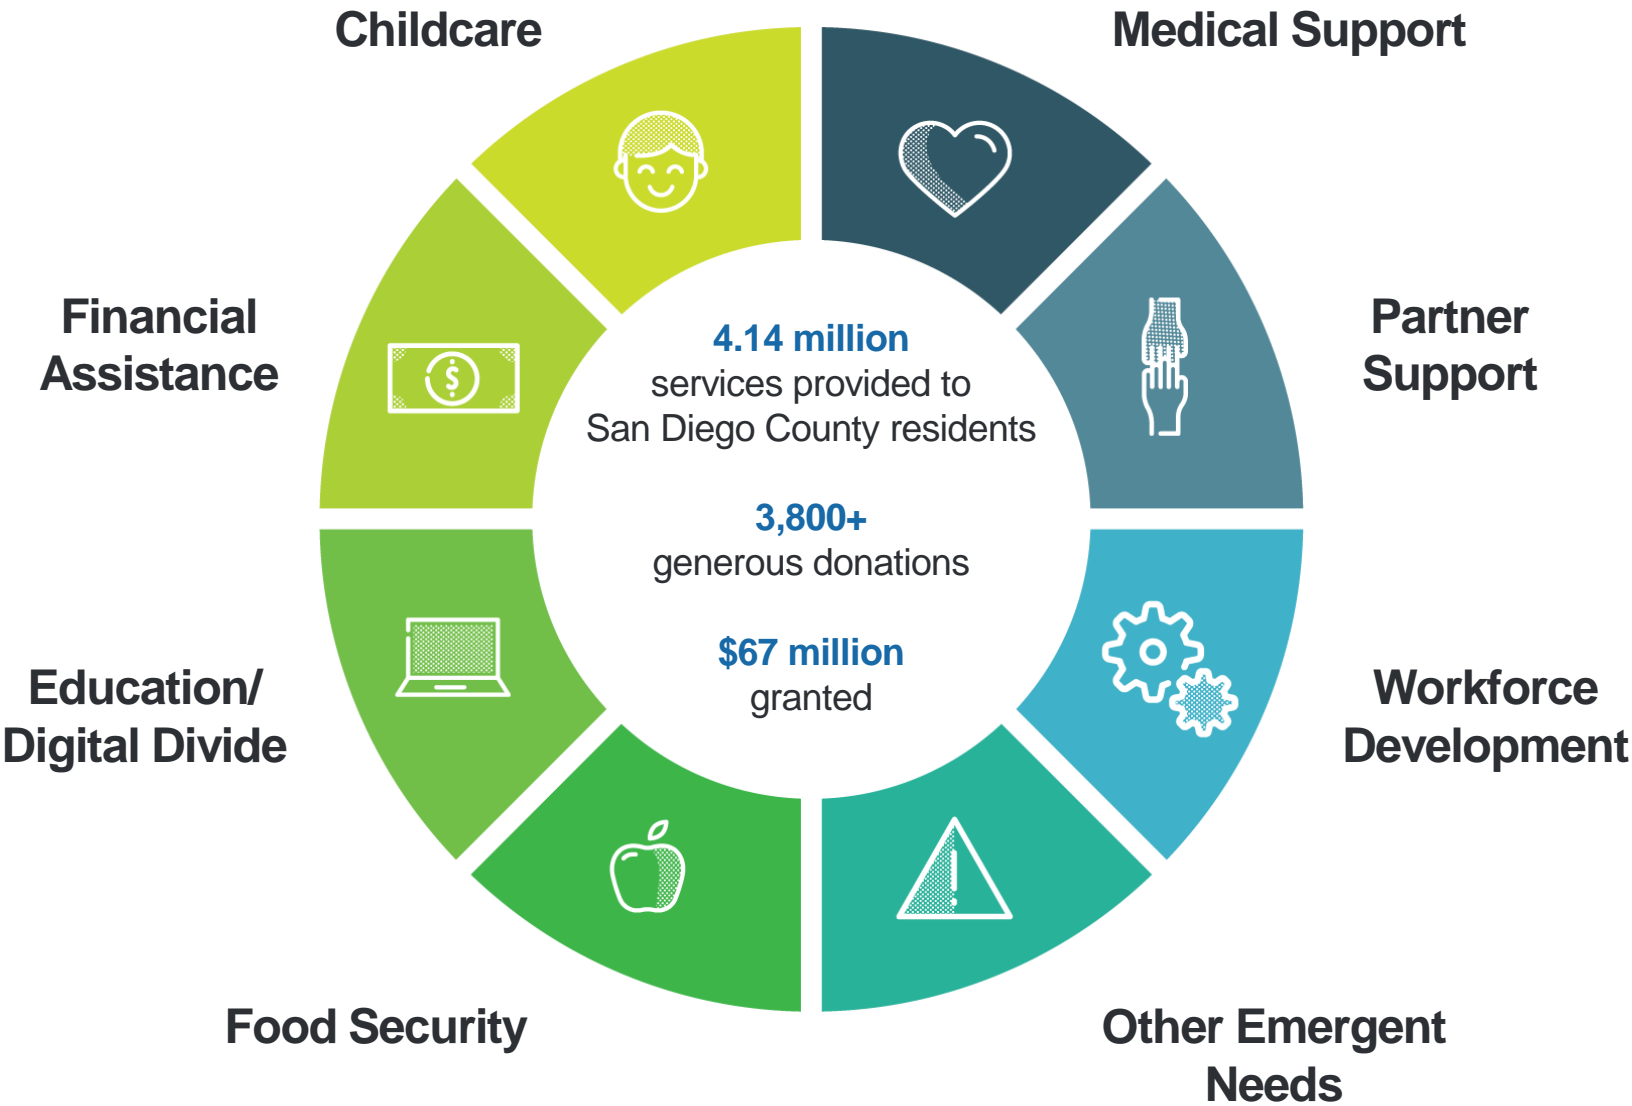 Childcare
Medical Support
Financial
Assistance
4.14 million
services provided to
San Diego County residents
3,800+
generous donations
$67 million
granted
Partner
Support
Education/
Digital Divide
Workforce
Development
Food Security
Other Emergent
Needs
$
!